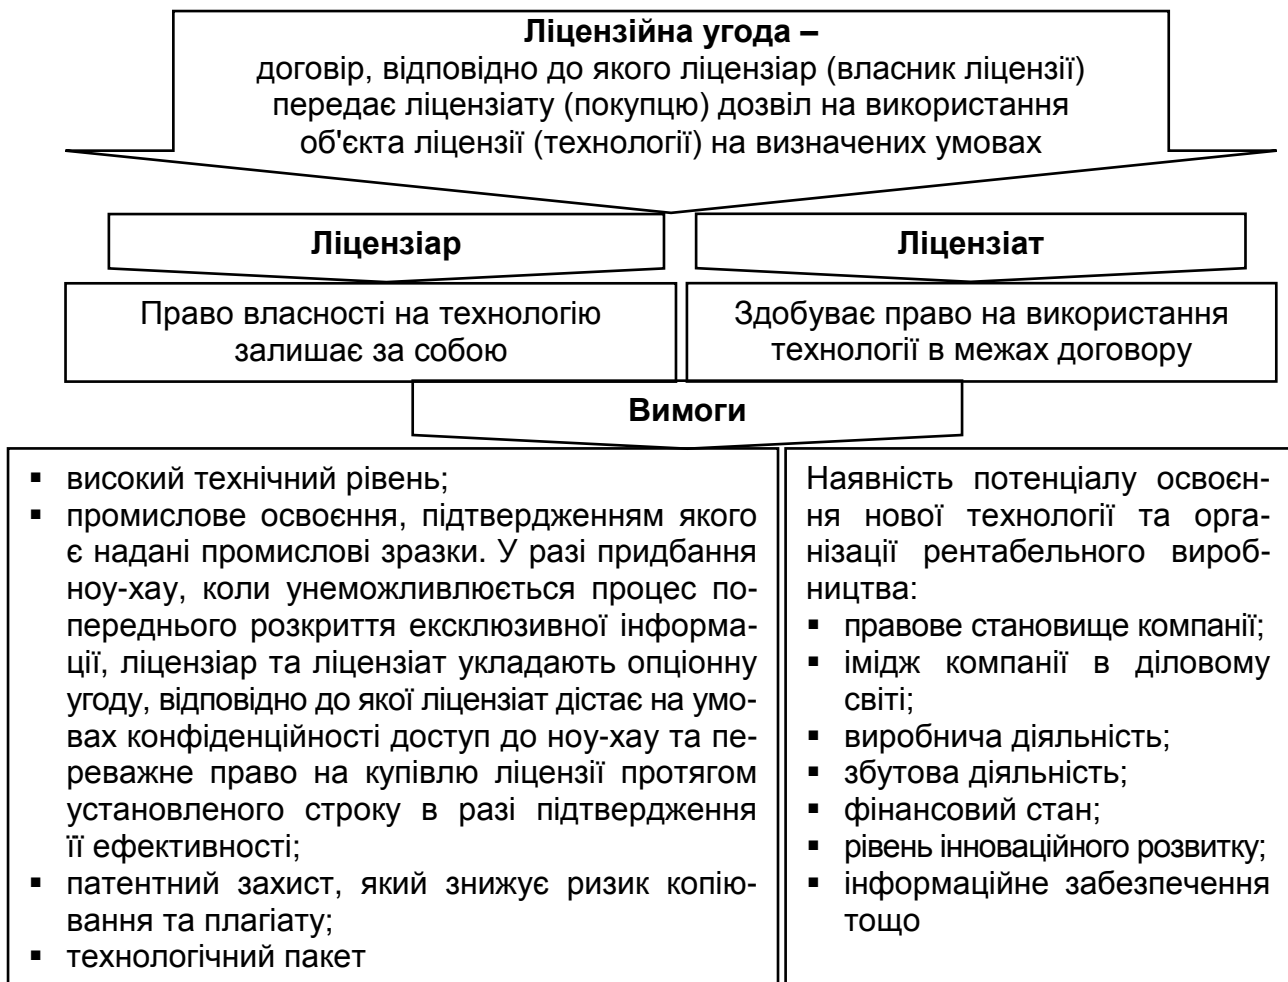 Ліцензійна угода –
договір, відповідно до якого ліцензіар (власник ліцензії)
передає ліцензіату (покупцю) дозвіл на використання
об'єкта ліцензії (технології) на визначених умовах
Ліцензіар
Ліцензіат
Право власності на технологію
залишає за собою
Здобуває право на використання
технології в межах договору
Вимоги
▪ високий технічний рівень;
▪ промислове освоєння, підтвердженням якого
є надані промислові зразки. У разі придбання
ноу-хау, коли унеможливлюється процес по-
переднього розкриття ексклюзивної інформа-
ції, ліцензіар та ліцензіат укладають опціонну
угоду, відповідно до якої ліцензіат дістає на умо-
вах конфіденційності доступ до ноу-хау та пе-
реважне право на купівлю ліцензії протягом
установленого строку в разі підтвердження
її ефективності;
▪ патентний захист, який знижує ризик копію-
вання та плагіату;
▪ технологічний пакет
Наявність потенціалу освоєн-
ня нової технології та орга-
нізації рентабельного вироб-
ництва:
▪ правове становище компанії;
▪ імідж компанії в діловому
світі;
▪ виробнича діяльність;
▪ збутова діяльність;
▪ фінансовий стан;
▪ рівень інноваційного розвитку;
▪ інформаційне забезпечення
тощо